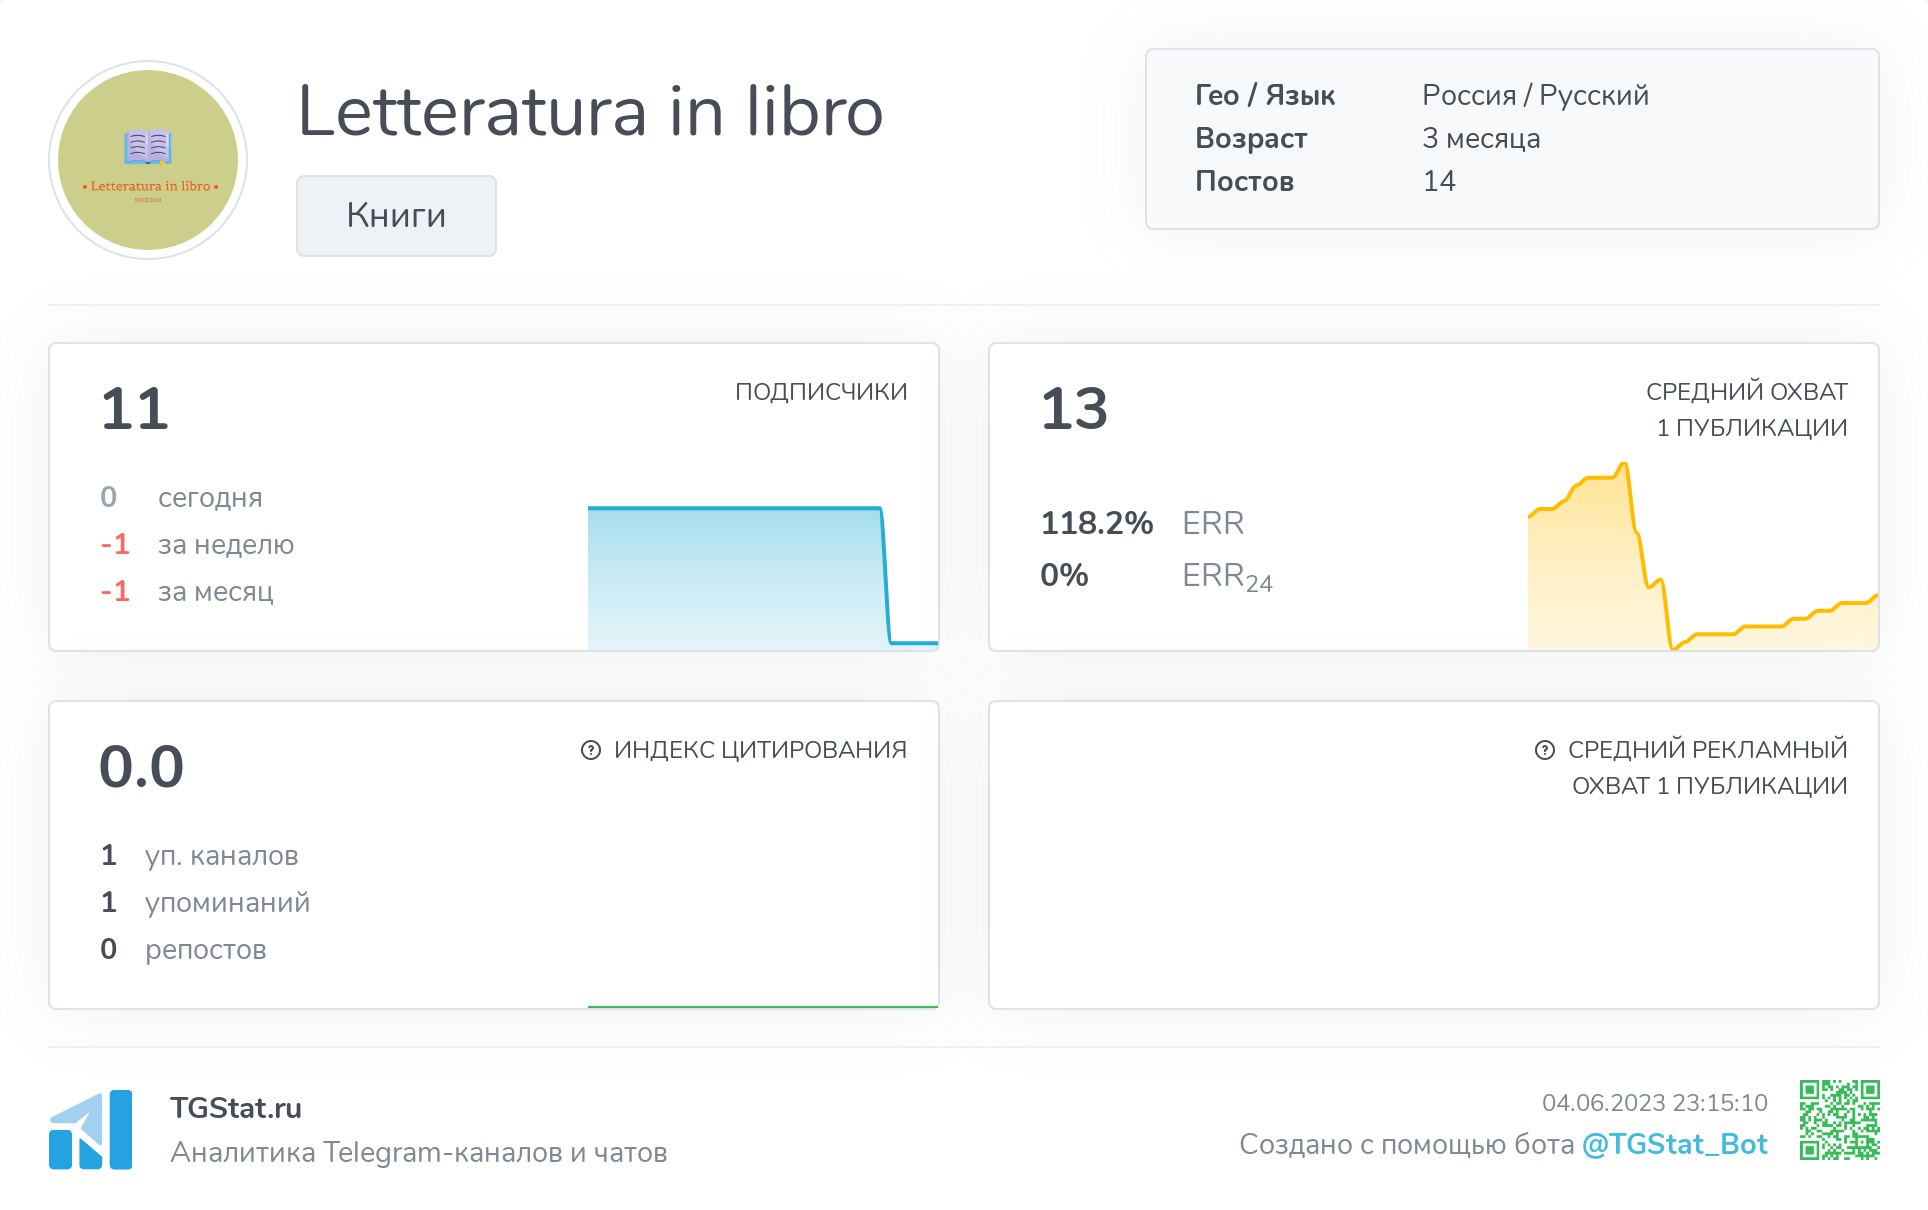 Letteratura in libro
• Letteratura in libro •
SINCE 2023
Книги
Гео / Язык Россия / Русский
Возраст 3 месяца
Постов 14
11
ПОДПИСЧИКИ
0 сегодня
-1 за неделю
-1 за месяц
13
СРЕДНИЙ ОХВАТ
1 ПУБЛИКАЦИИ
118.2% ERR
0% ERR24
0.0
? ИНДЕКС ЦИТИРОВАНИЯ
1 уп. каналов
1 упоминаний
0 репостов
? СРЕДНИЙ РЕКЛАМНЫЙ
ОХВАТ 1 ПУБЛИКАЦИИ
TGStat.ru
Аналитика Telegram-каналов и чатов
04.06.2023 23:15:10
Создано с помощью бота @TGStat_Bot